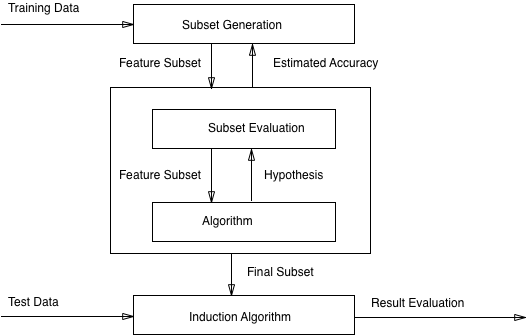 Training Data
Subset Generation
Feature Subset
Estimated Accuracy
Subset Evaluation
Feature Subset
Hypothesis
Algorithm
Final Subset
Test Data
Induction Algorithm
Result Evaluation